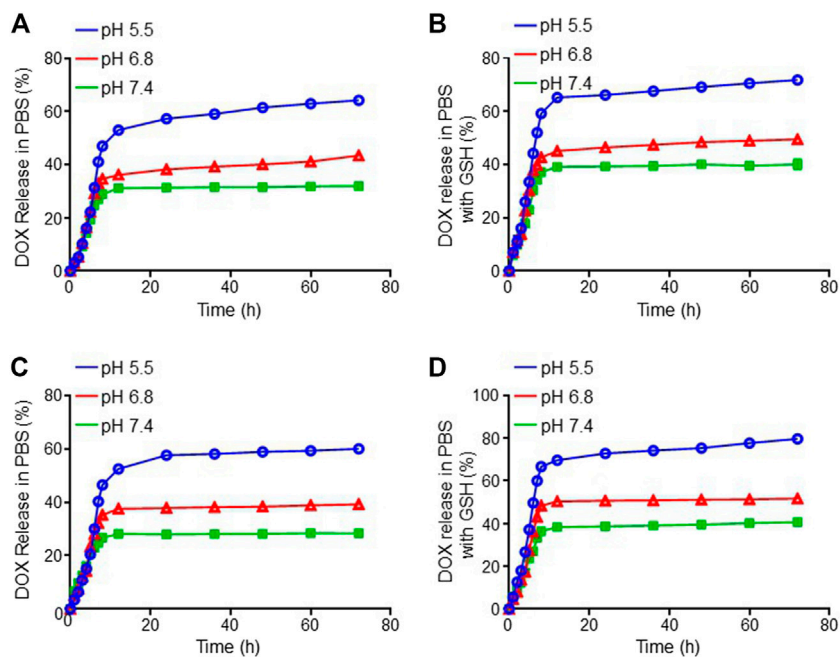 A
pH 5.5
pH 6.8
pH 7.4
DOX Release in PBS (%)
80
60
40
20
0
0 20 40 60 80
Time (h)
B
pH 5.5
pH 6.8
pH 7.4
DOX release in PBS
with GSH (%)
80
60
40
20
0
0 20 40 60 80
Time (h)
C
pH 5.5
pH 6.8
pH 7.4
DOX Release in PBS (%)
80
60
40
20
0
0 20 40 60 80
Time (h)
D
pH 5.5
pH 6.8
pH 7.4
DOX release in PBS
with GSH (%)
100
80
60
40
20
0
0 20 40 60 80
Time (h)